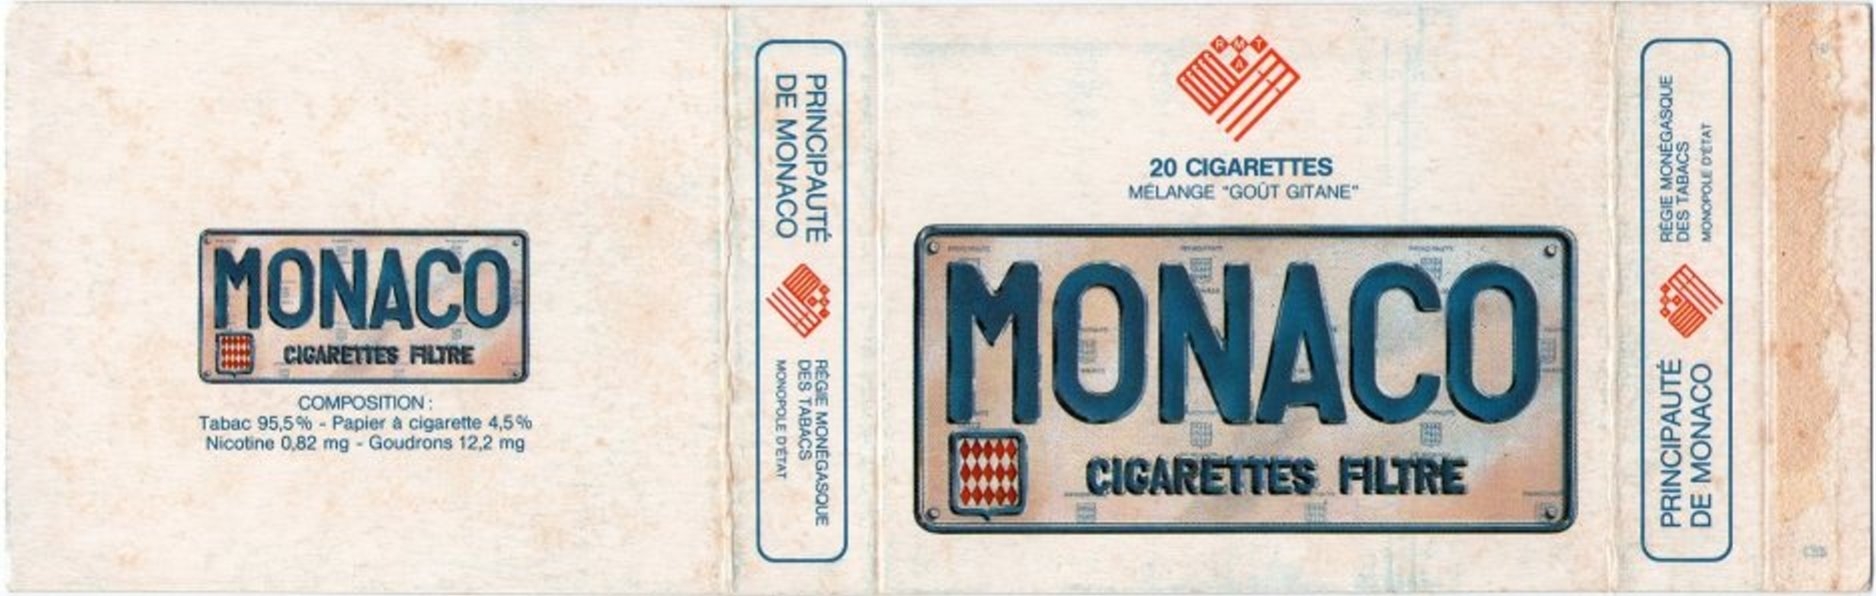 MONACO
CIGARETTES FILTRE
COMPOSITION :
Tabac 95,5% - Papier à cigarette 4,5%
Nicotine 0,82 mg - Goudrons 12,2 mg
PRINCIPAUTÉ
DE MONACO
RÉGIE MONÉGASQUE
DES TABACS
MONOPOLE D'ÉTAT
R M T
A
20 CIGARETTES
MÉLANGE "GOÛT GITANE"
MONACO
CIGARETTES FILTRE
RÉGIE MONÉGASQUE
DES TABACS
MONOPOLE D'ÉTAT
PRINCIPAUTÉ
DE MONACO